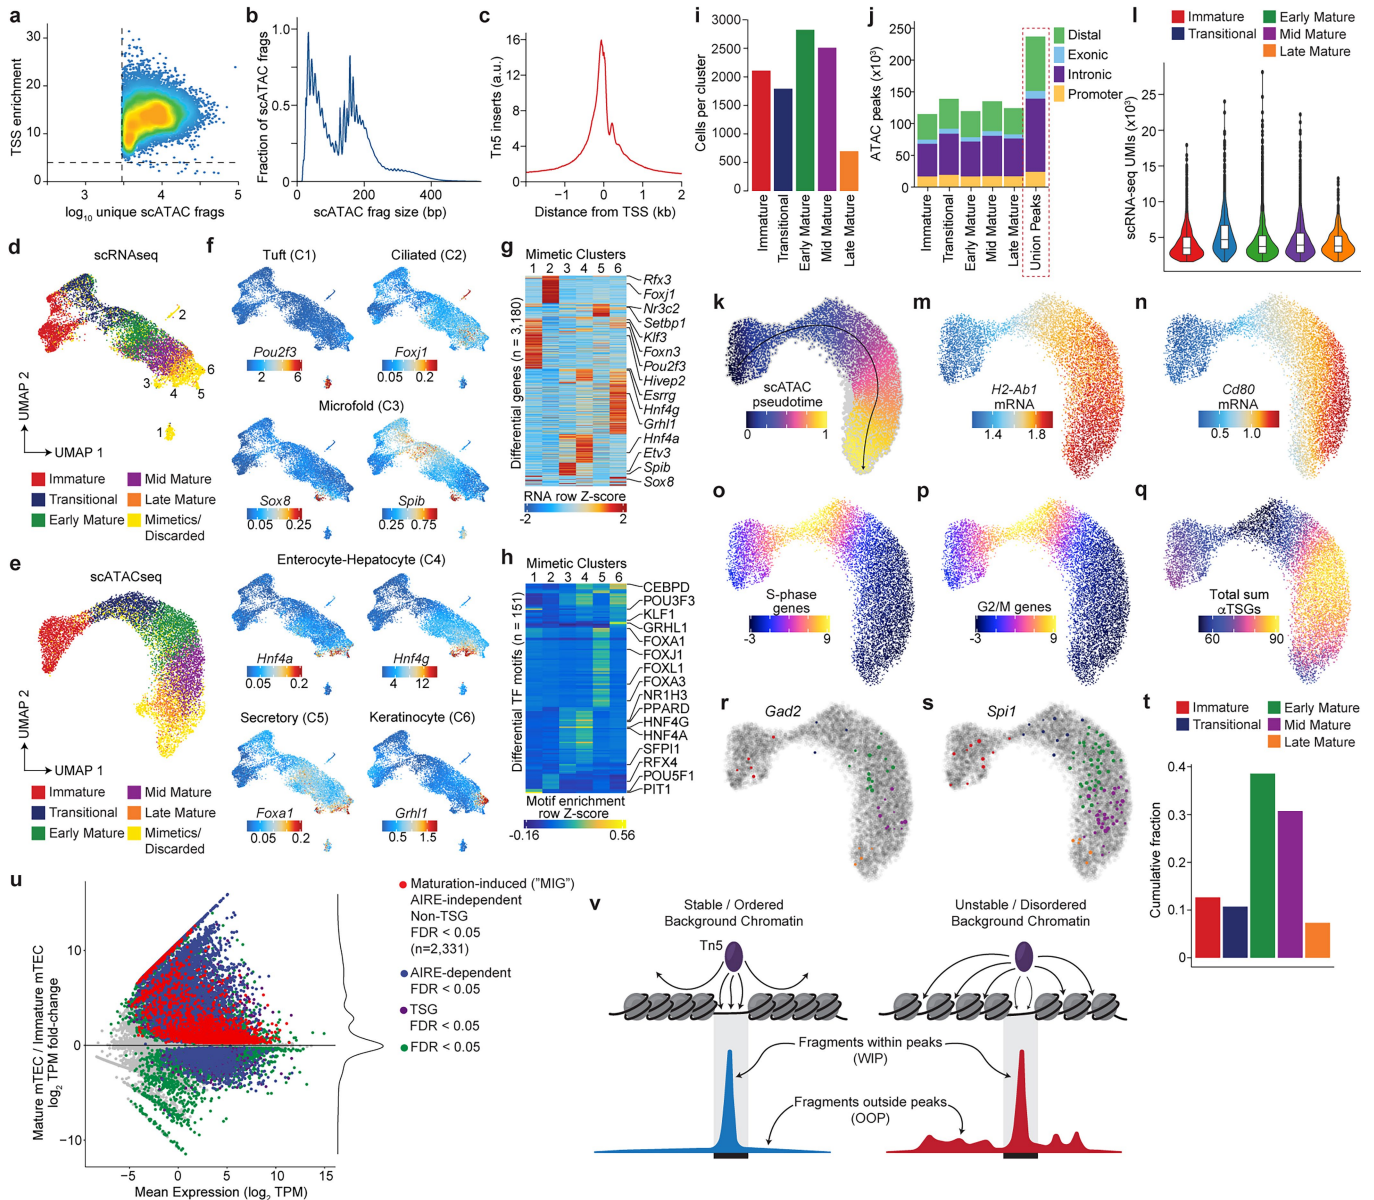 a
TSS enrichment
30
20
10
0
3
4
5
log10 unique scATAC frags
b
Fraction of scATAC frags
1.0
0.5
0
0
200
400
scATAC frag size (bp)
c
Tn5 inserts (a.u.)
16
12
8
4
0
−1
0
1
2
Distance from TSS (kb)
i
Cells per cluster
3000
2500
2000
1500
1000
500
0
Immature
Transitional
Early Mature
Mid Mature
Late Mature
j
ATAC peaks (x10³)
250
200
150
100
50
0
Distal
Exonic
Intronic
Promoter
Immature
Transitional
Early Mature
Mid Mature
Late Mature
Union Peaks
l
Immature
Transitional
Early Mature
Mid Mature
Late Mature
scRNA-seq UMIs (x10³)
25
20
15
10
5
d
scRNAseq
2
3
4
5
6
1
UMAP 2
UMAP 1
Immature
Transitional
Early Mature
Mid Mature
Late Mature
Mimetics/
Discarded
e
scATACseq
UMAP 2
UMAP 1
Immature
Transitional
Early Mature
Mid Mature
Late Mature
Mimetics/
Discarded
f
Tuft (C1)
Pou2f3
2 6
Ciliated (C2)
Foxj1
0.05 0.2
Microfold (C3)
Sox8
0.05 0.25
Spib
0.25 0.75
Enterocyte-Hepatocyte (C4)
Hnf4a
0.05 0.2
Hnf4g
4 12
Secretory (C5)
Foxa1
0.05 0.2
Keratinocyte (C6)
Grhl1
0.5 1.5
g
Mimetic Clusters
1 2 3 4 5 6
Differential genes (n = 3,180)
Rfx3
Foxj1
Nr3c2
Setbp1
Klf3
Foxn3
Pou2f3
Hivep2
Esrrg
Hnf4g
Grhl1
Hnf4a
Etv3
Spib
Sox8
RNA row Z-score
-2 2
h
Mimetic Clusters
1 2 3 4 5 6
Differential TF motifs (n = 151)
CEBPD
POU3F3
KLF1
GRHL1
FOXA1
FOXJ1
FOXL1
FOXA3
NR1H3
PPARD
HNF4G
HNF4A
SFPI1
RFX4
POU5F1
PIT1
Motif enrichment
row Z-score
-0.16 0.56
k
scATAC
pseudotime
0 1
m
H2-Ab1
mRNA
1.4 1.8
n
Cd80
mRNA
0.5 1.0
o
S-phase
genes
-3 9
p
G2/M genes
-3 9
q
Total sum
αTSGs
60 90
r
Gad2
s
Spi1
t
Immature
Transitional
Early Mature
Mid Mature
Late Mature
Cumulative fraction
0.4
0.3
0.2
0.1
0
u
Mature mTEC / Immature mTEC
log2 TPM fold-change
10
0
−10
−5
0
5
10
15
Mean Expression (log2 TPM)
Maturation-induced ("MIG")
AIRE-independent
Non-TSG
FDR < 0.05
(n=2,331)
AIRE-dependent
FDR < 0.05
TSG
FDR < 0.05
FDR < 0.05
v
Stable / Ordered
Background Chromatin
Tn5
Unstable / Disordered
Background Chromatin
Fragments within peaks
(WIP)
Fragments outside peaks
(OOP)